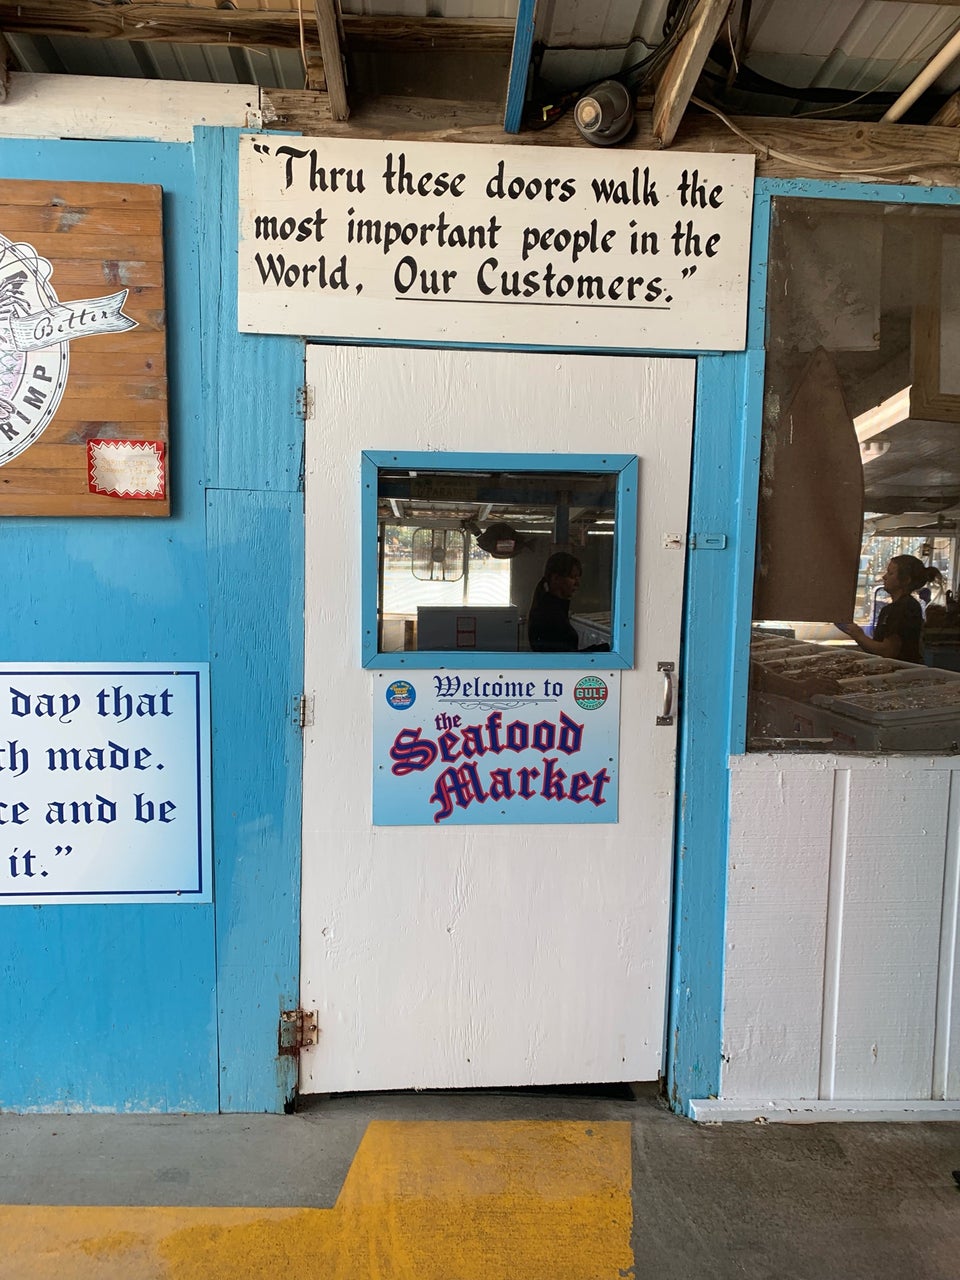 "Thru these doors walk the
most important people in the
World, Our Customers."
Better
RIMP
Welcome to
GULF
the
Seafood
Market
day that
th made.
ce and be
it."